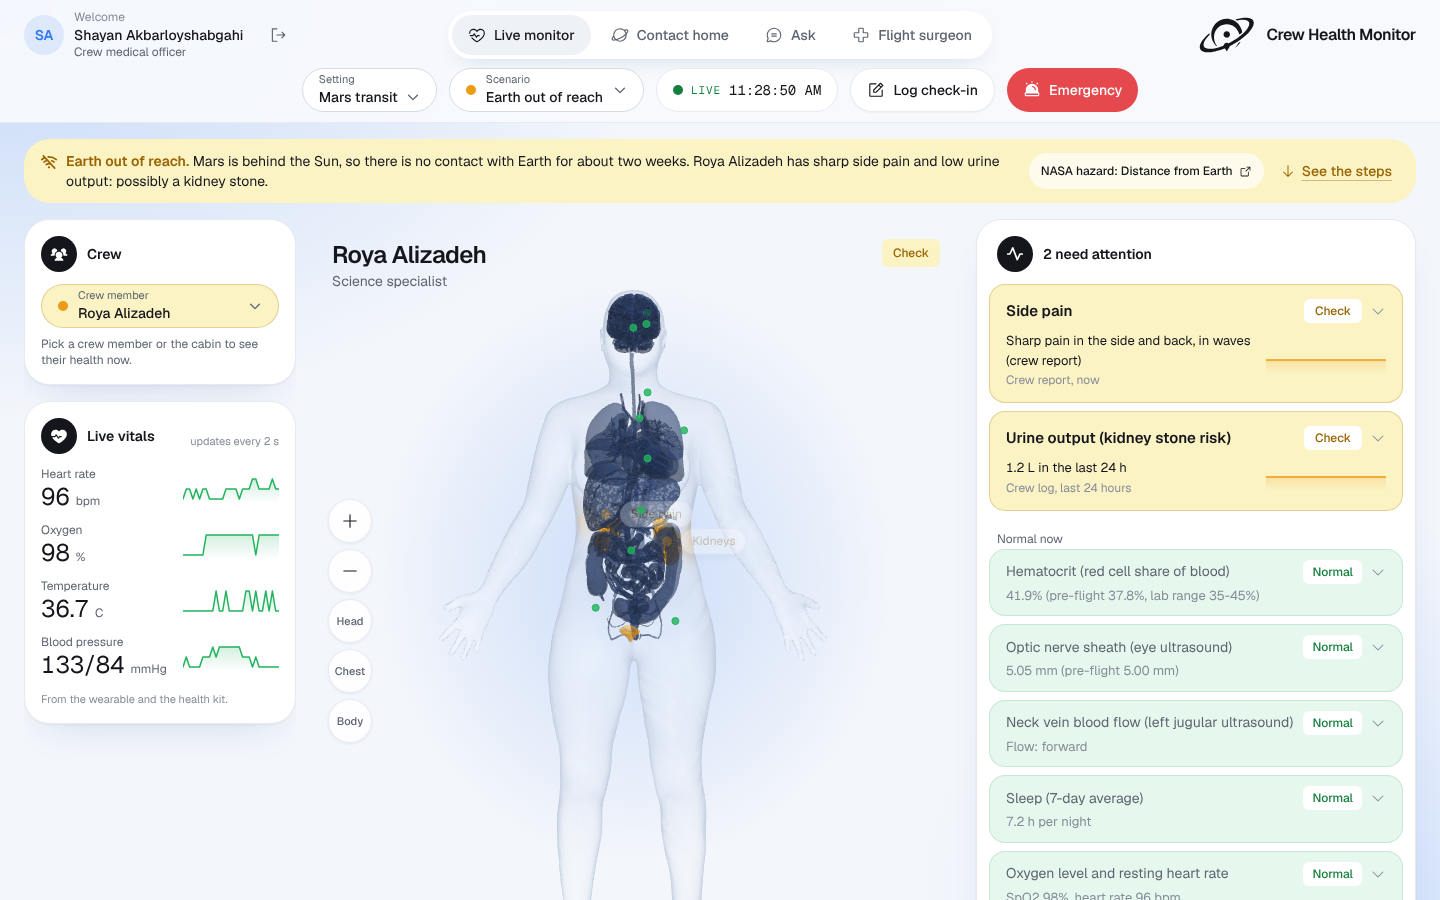 SA
Welcome
Shayan Akbarloyshabgahi
Crew medical officer
Live monitor
Contact home
Ask
Flight surgeon
Crew Health Monitor
Setting
Mars transit
Scenario
Earth out of reach
LIVE 11:28:50 AM
Log check-in
Emergency
Earth out of reach. Mars is behind the Sun, so there is no contact with Earth for about two weeks. Roya Alizadeh has sharp side pain and low urine
output: possibly a kidney stone.
NASA hazard: Distance from Earth
See the steps
Crew
Crew member
Roya Alizadeh
Pick a crew member or the cabin to see
their health now.
Live vitals
updates every 2 s
Heart rate
96 bpm
Oxygen
98 %
Temperature
36.7 C
Blood pressure
133/84 mmHg
From the wearable and the health kit.
Roya Alizadeh
Science specialist
Check
Side pain
Kidneys
Head
Chest
Body
2 need attention
Side pain
Check
Sharp pain in the side and back, in waves
(crew report)
Crew report, now
Urine output (kidney stone risk)
Check
1.2 L in the last 24 h
Crew log, last 24 hours
Normal now
Hematocrit (red cell share of blood)
Normal
41.9% (pre-flight 37.8%, lab range 35-45%)
Optic nerve sheath (eye ultrasound)
Normal
5.05 mm (pre-flight 5.00 mm)
Neck vein blood flow (left jugular ultrasound)
Normal
Flow: forward
Sleep (7-day average)
Normal
7.2 h per night
Oxygen level and resting heart rate
Normal
SpO2 98%, heart rate 96 bpm